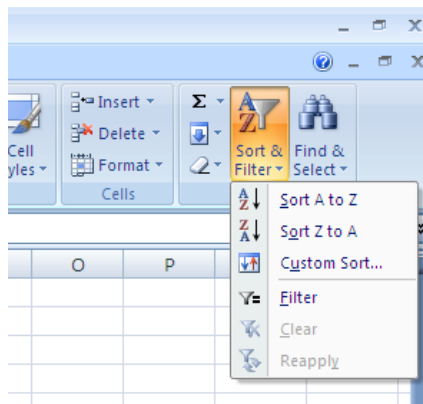 Insert
Delete
Format
Cells
Cell
yles
Σ
Sort &
Filter
Find &
Select
Sort A to Z
Sort Z to A
Custom Sort...
Filter
Clear
Reapply
O P